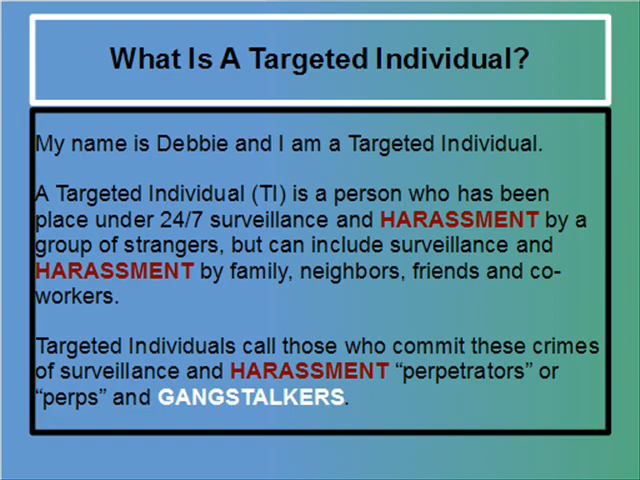 What Is A Targeted Individual?
My name is Debbie and I am a Targeted Individual.
A Targeted Individual (TI) is a person who has been
place under 24/7 surveillance and HARASSMENT by a
group of strangers, but can include surveillance and
HARASSMENT by family, neighbors, friends and co-
workers.
Targeted Individuals call those who commit these crimes
of surveillance and HARASSMENT “perpetrators” or
“perps” and GANGSTALKERS.